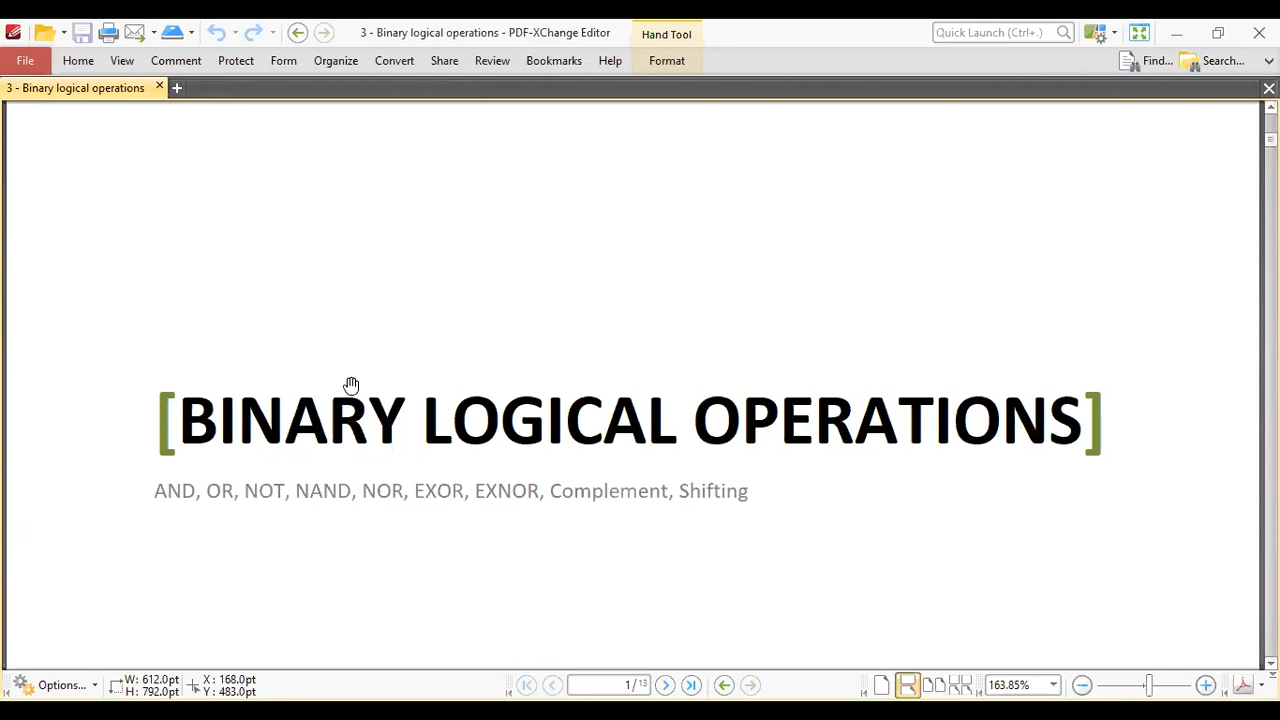 3 - Binary logical operations - PDF-XChange Editor
Hand Tool
Quick Launch (Ctrl+.)
File Home View Comment Protect Form Organize Convert Share Review Bookmarks Help Format Find... Search...
3 - Binary logical operations
[BINARY LOGICAL OPERATIONS]
AND, OR, NOT, NAND, NOR, EXOR, EXNOR, Complement, Shifting
Options... W: 612.0pt X: 168.0pt 1/13 163.85%
H: 792.0pt Y: 483.0pt